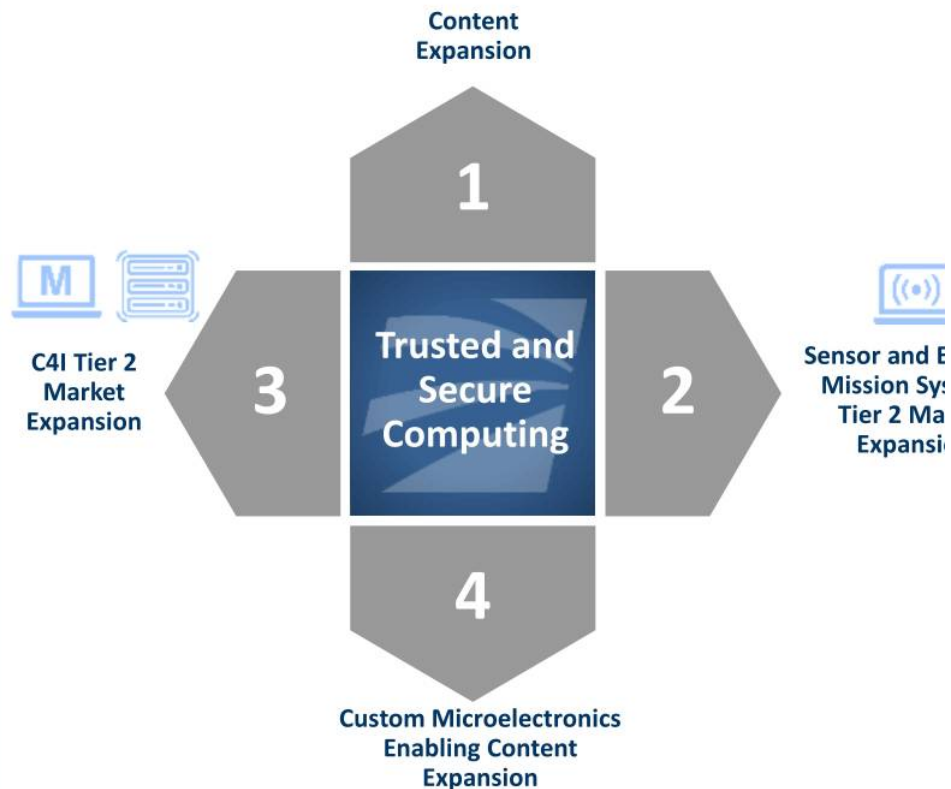 Content
Expansion
1
M
C4I Tier 2
Market
Expansion
3
Trusted and
Secure
Computing
2
Sensor and
Mission
Tier 2
4
Custom Microelectronics
Enabling Content
Expansion